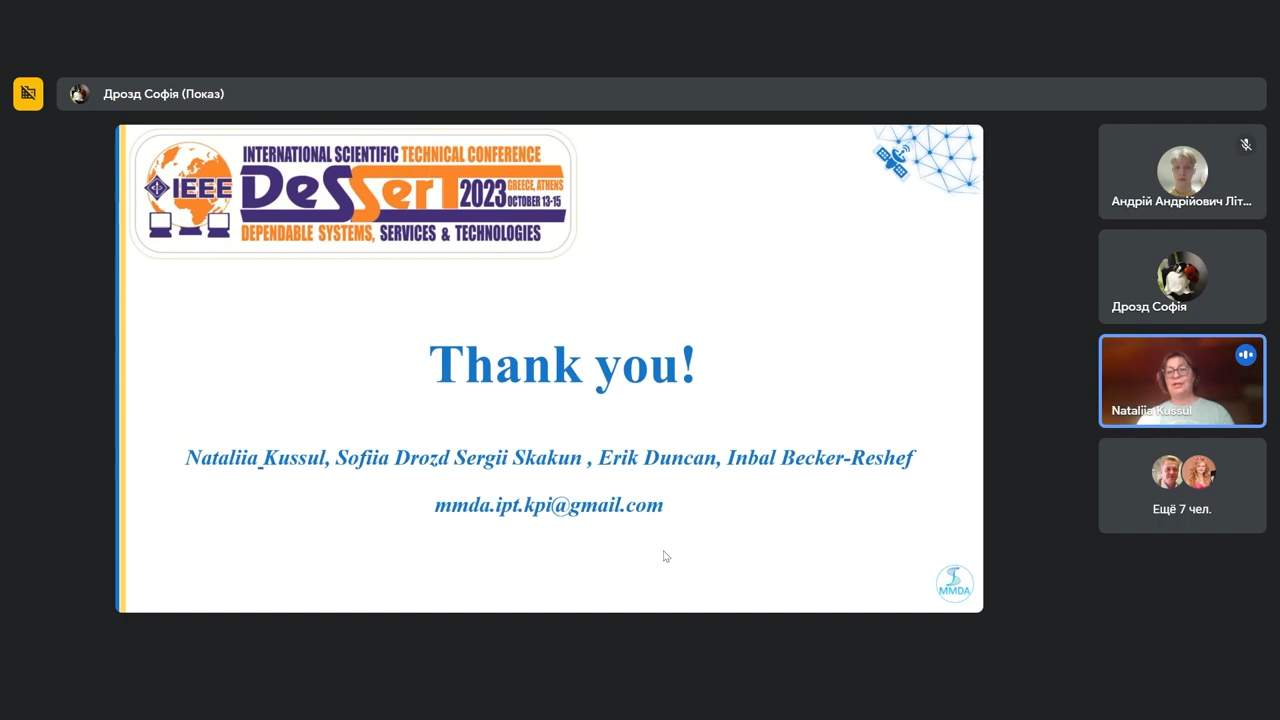 Дрозд Софія (Показ)
INTERNATIONAL SCIENTIFIC TECHNICAL CONFERENCE
IEEE DeSSerT 2023 GREECE, ATHENS
OCTOBER 13-15
DEPENDABLE SYSTEMS, SERVICES & TECHNOLOGIES
Thank you!
Nataliia Kussul, Sofiia Drozd Sergii Skakun , Erik Duncan, Inbal Becker-Reshef
mmda.ipt.kpi@gmail.com
MMDA
Андрій Андрійович Літ...
Дрозд Софія
Nataliia Kussul
Ещё 7 чел.